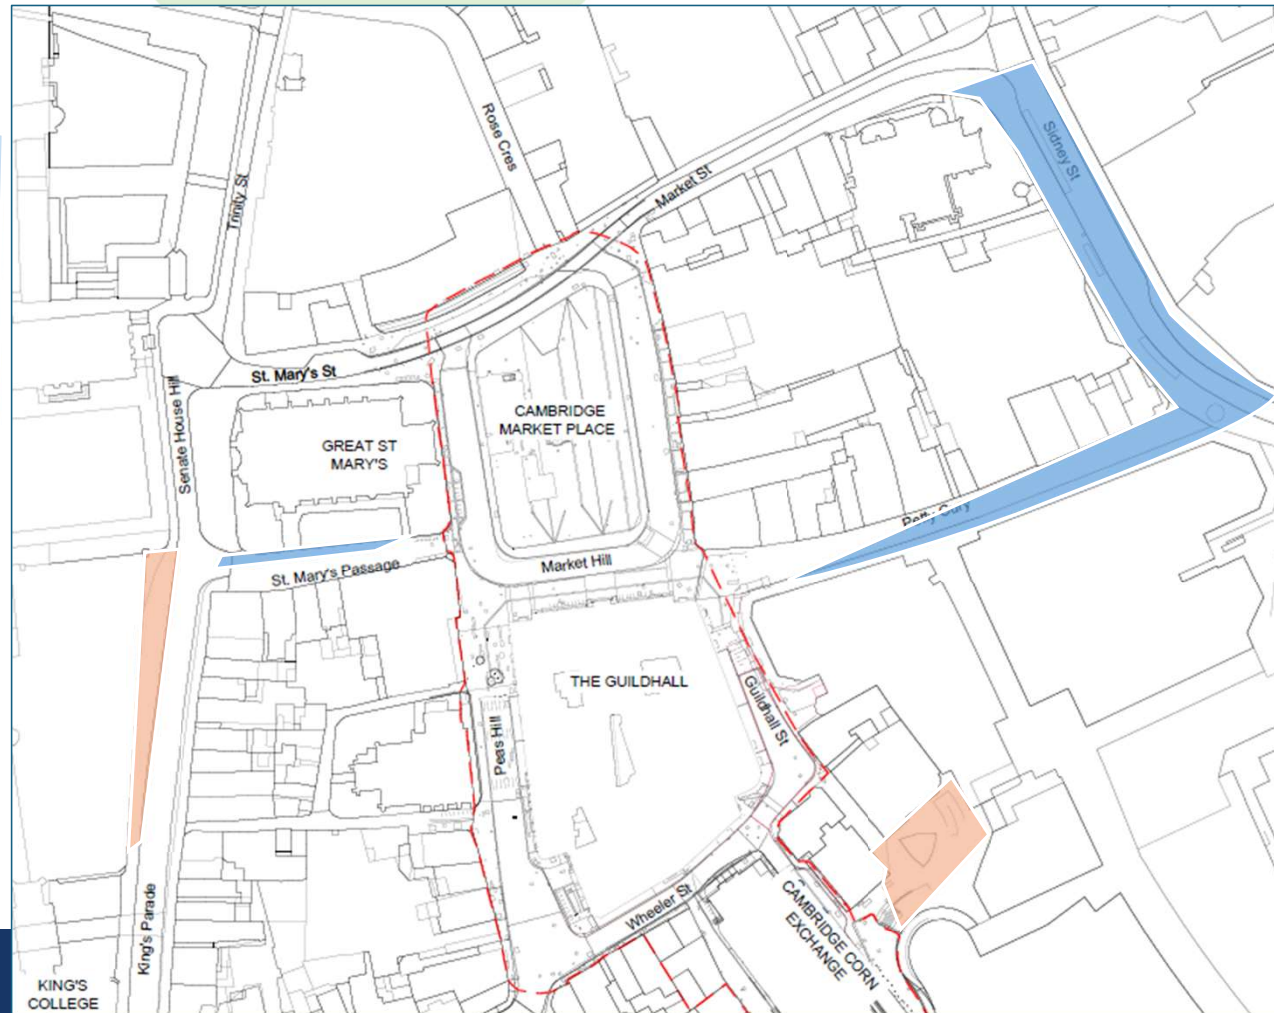 Rose Cres
Sidney St
Market St
Trinity St
St. Mary's St
CAMBRIDGE
MARKET PLACE
GREAT ST
MARY'S
Senate House Hill
Petty Cury
Market Hill
St. Mary's Passage
THE GUILDHALL
Guildhall St
Peas Hill
Wheeler St
CAMBRIDGE CORN
EXCHANGE
King's Parade
KING'S
COLLEGE